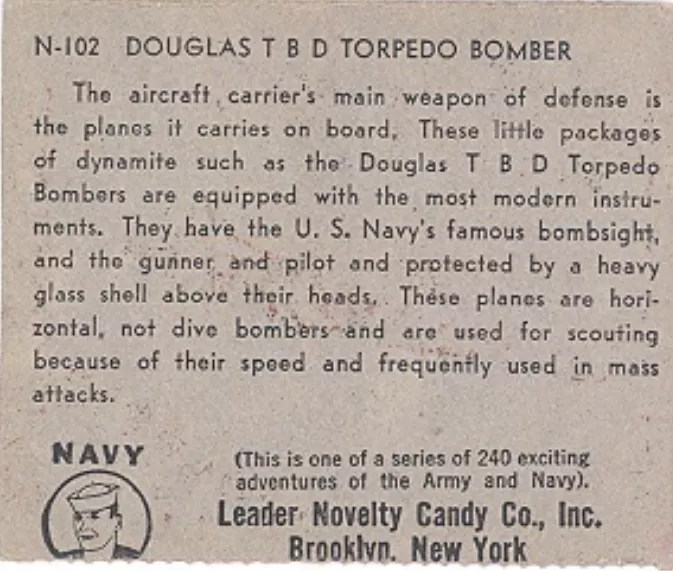 N-102 DOUGLAS T B D TORPEDO BOMBER
The aircraft carrier's main weapon of defense is
the planes it carries on board. These little packages
of dynamite such as the Douglas T B D Torpedo
Bombers are equipped with the most modern instru-
ments. They have the U. S. Navy's famous bombsight,
and the gunner and pilot and protected by a heavy
glass shell above their heads. These planes are hori-
zontal, not dive bombers and are used for scouting
because of their speed and frequently used in mass
attacks.
NAVY
(This is one of a series of 240 exciting
adventures of the Army and Navy).
Leader Novelty Candy Co., Inc.
Brooklyn, New York